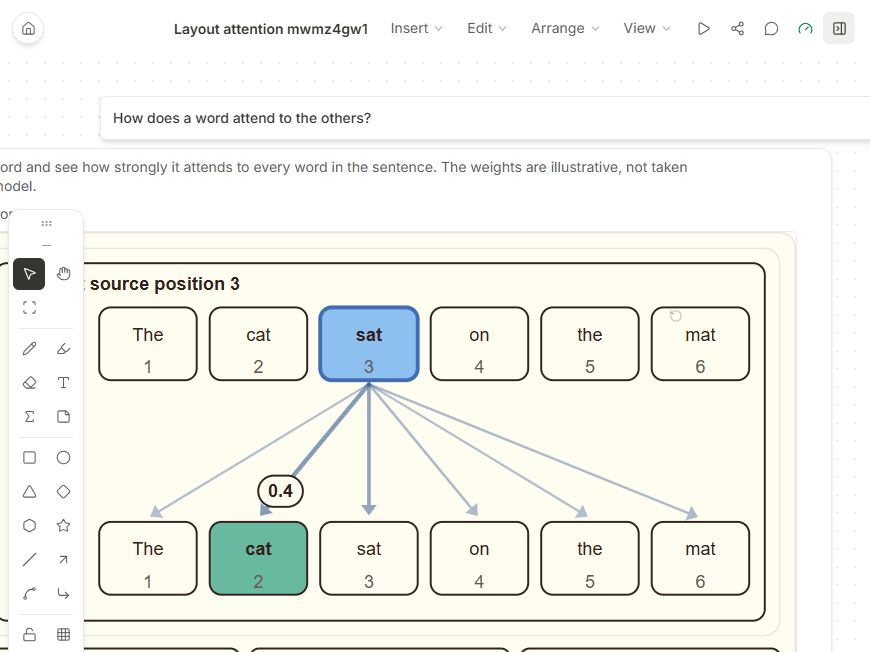 Layout attention mwmz4gw1 Insert Edit Arrange View
How does a word attend to the others?
ord and see how strongly it attends to every word in the sentence. The weights are illustrative, not taken
nodel.
or
source position 3
The cat sat on the mat
1 2 3 4 5 6
0.4
The cat sat on the mat
1 2 3 4 5 6